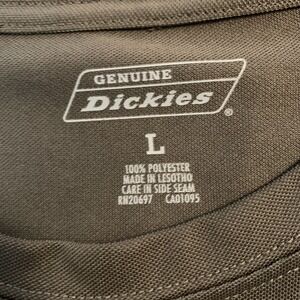 GENUINE
Dickies®
L
100% POLYESTER
MADE IN LESOTHO
CARE IN SIDE SEAM
RN20697 CA01095